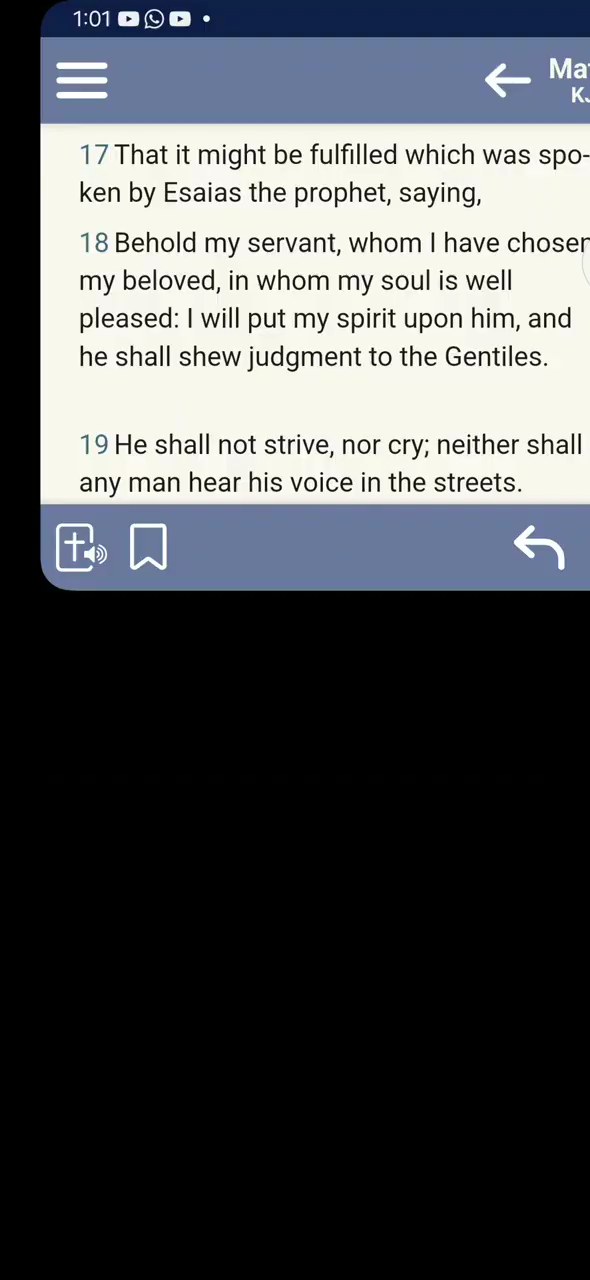 1:01
Mat
KJ
17 That it might be fulfilled which was spo-
ken by Esaias the prophet, saying,
18 Behold my servant, whom I have chosen
my beloved, in whom my soul is well
pleased: I will put my spirit upon him, and
he shall shew judgment to the Gentiles.
19 He shall not strive, nor cry; neither shall
any man hear his voice in the streets.